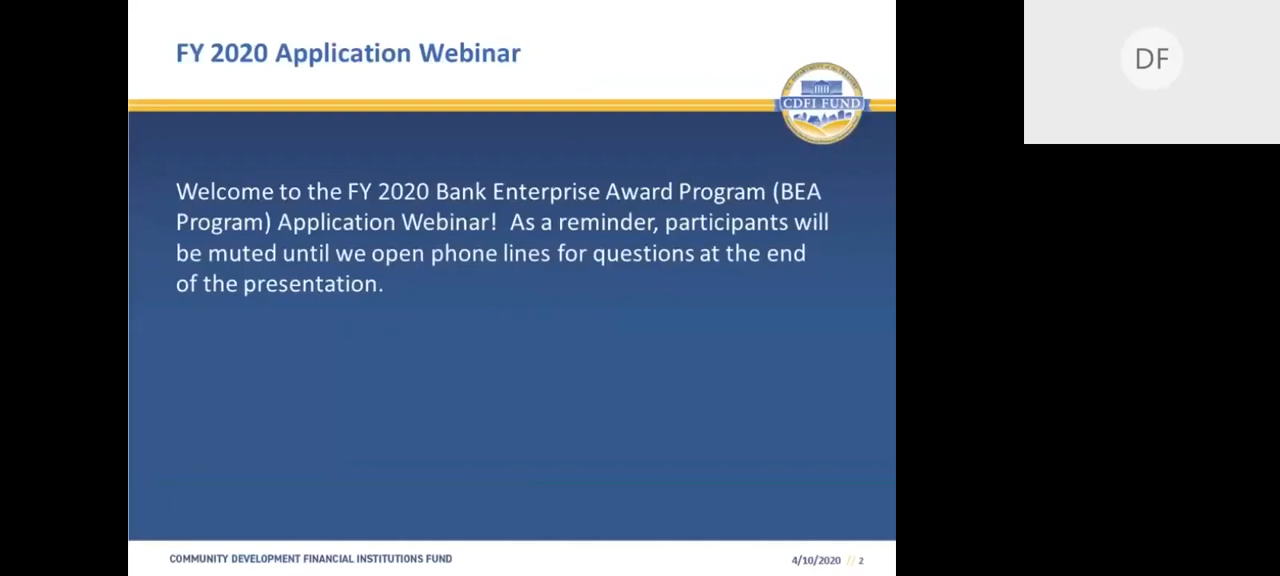 FY 2020 Application Webinar
DF
CDFI FUND
Welcome to the FY 2020 Bank Enterprise Award Program (BEA
Program) Application Webinar!  As a reminder, participants will
be muted until we open phone lines for questions at the end
of the presentation.
COMMUNITY DEVELOPMENT FINANCIAL INSTITUTIONS FUND
4/10/2020 // 2